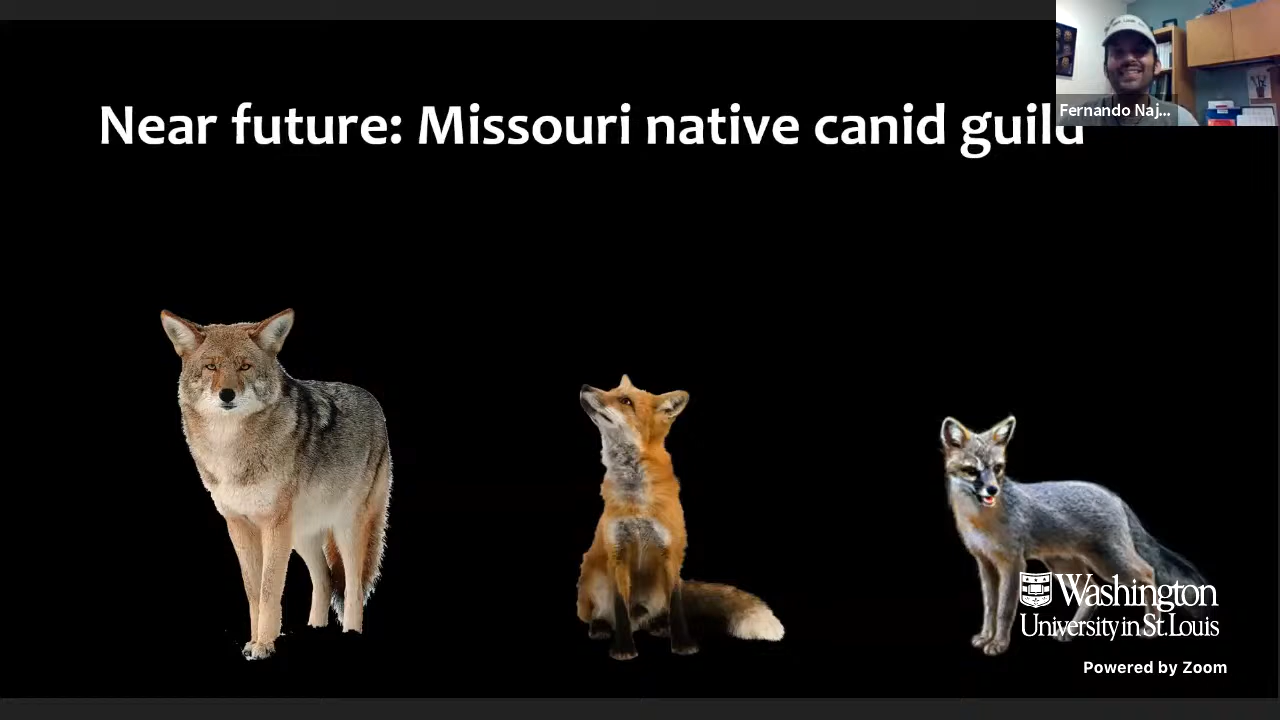 Near future: Missouri native canid guild
Fernando Naj...
Washington
University in St. Louis
Powered by Zoom